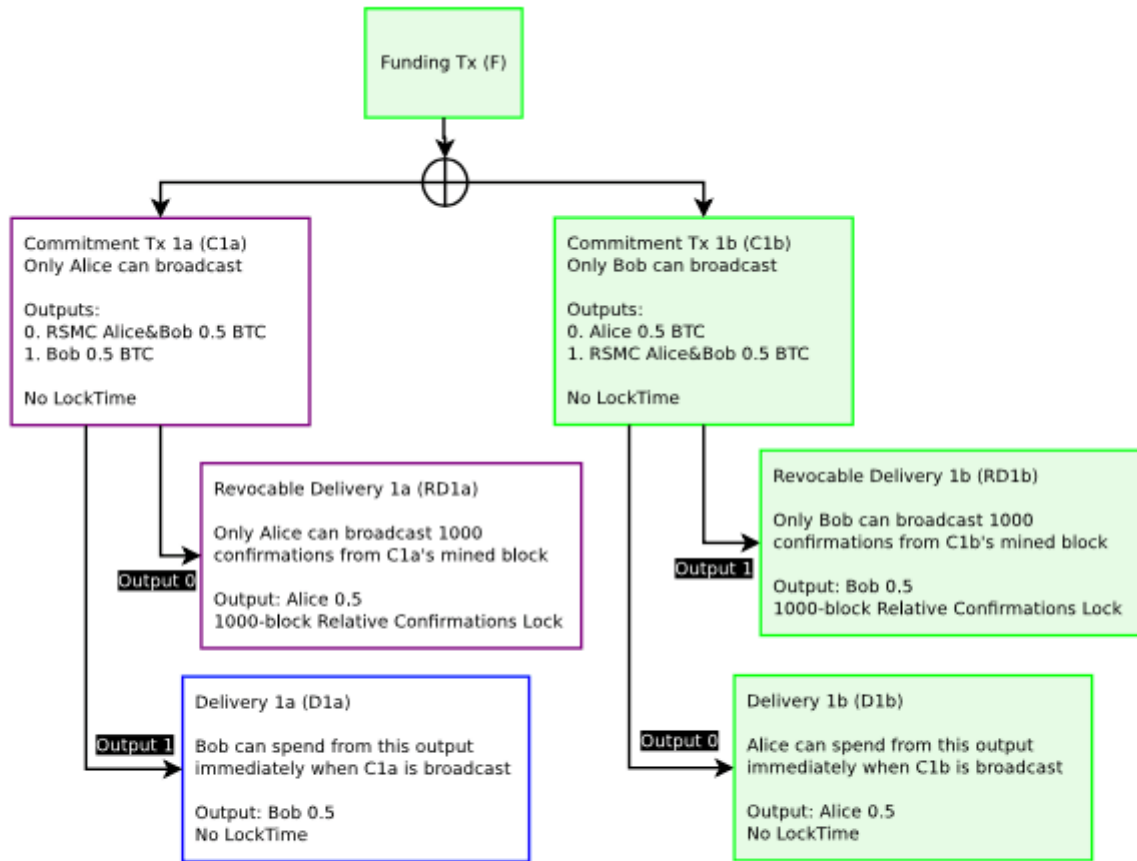 Funding Tx (F)
Commitment Tx 1a (C1a)
Only Alice can broadcast
Outputs:
0. RSMC Alice&Bob 0.5 BTC
1. Bob 0.5 BTC
No LockTime
Commitment Tx 1b (C1b)
Only Bob can broadcast
Outputs:
0. Alice 0.5 BTC
1. RSMC Alice&Bob 0.5 BTC
No LockTime
Revocable Delivery 1a (RD1a)
Only Alice can broadcast 1000
confirmations from C1a's mined block
Output: Alice 0.5
1000-block Relative Confirmations Lock
Output 0
Revocable Delivery 1b (RD1b)
Only Bob can broadcast 1000
confirmations from C1b's mined block
Output: Bob 0.5
1000-block Relative Confirmations Lock
Output 1
Delivery 1a (D1a)
Bob can spend from this output
immediately when C1a is broadcast
Output: Bob 0.5
No LockTime
Output 1
Delivery 1b (D1b)
Alice can spend from this output
immediately when C1b is broadcast
Output: Alice 0.5
No LockTime
Output 0